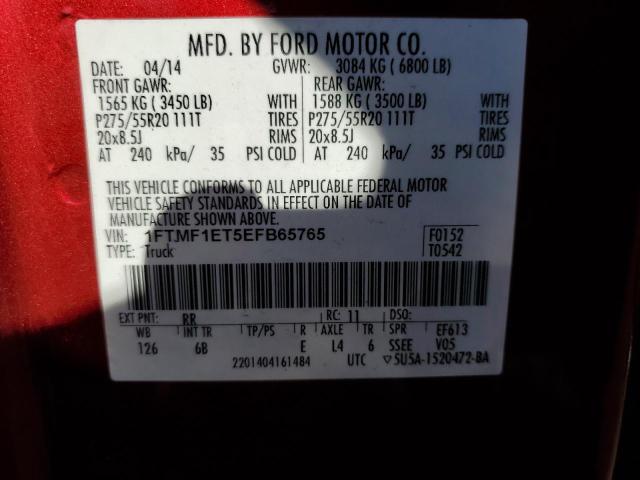 MFD. BY FORD MOTOR CO.
DATE: 04/14 GVWR: 3084 KG ( 6800 LB)
FRONT GAWR: REAR GAWR:
1565 KG ( 3450 LB) WITH 1588 KG ( 3500 LB) WITH
P275/55R20 111T TIRES P275/55R20 111T TIRES
20x8.5J RIMS 20x8.5J RIMS
AT 240 kPa/ 35 PSI COLD AT 240 kPa/ 35 PSI COLD
THIS VEHICLE CONFORMS TO ALL APPLICABLE FEDERAL MOTOR
VEHICLE SAFETY STANDARDS IN EFFECT ON THE DATE OF
MANUFACTURE SHOWN ABOVE.
VIN: 1FTMF1ET5EFB65765 F0152
TYPE: Truck T0542
EXT PNT: RR RC: 11 DSO:
WB INT TR TP/PS R AXLE TR SPR EF613
126 6B E L4 6 SSEE V05
2201404161484 UTC ▽5U5A-1520472-BA